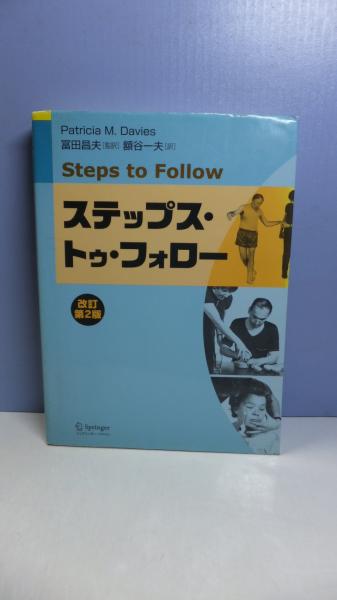 Patricia M. Davies
冨田昌夫[監訳] 額谷一夫[訳]
Steps to Follow
ステップス・
トゥ・フォロー
改訂
第2版
Springer